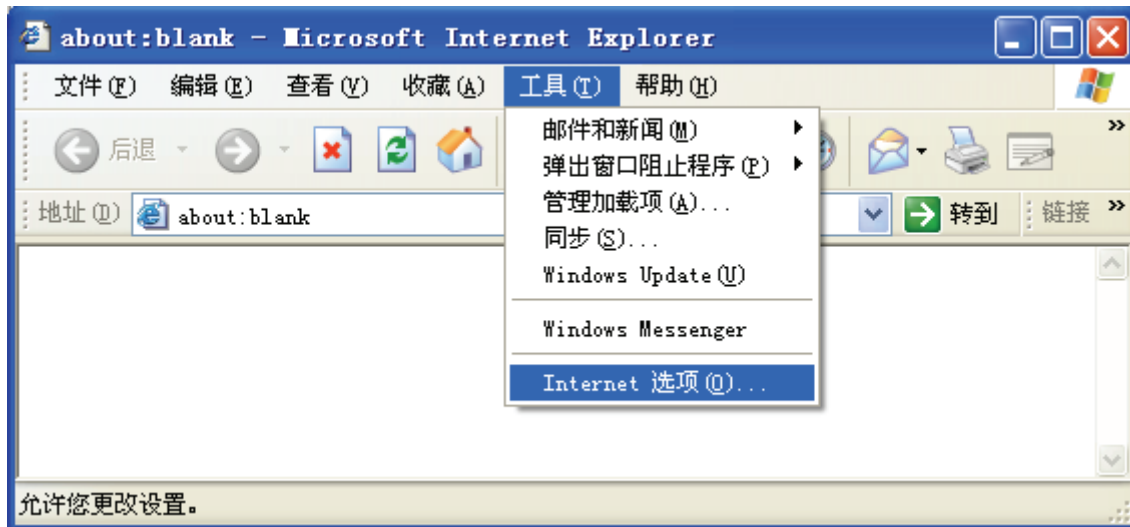 about:blank - Microsoft Internet Explorer
文件(F) 编辑(E) 查看(V) 收藏(A) 工具(T) 帮助(H)
后退
邮件和新闻(M)
弹出窗口阻止程序(P)
管理加载项(A)...
同步(S)...
Windows Update(U)
Windows Messenger
Internet 选项(O)...
地址(D) about:blank 转到 链接
允许您更改设置。